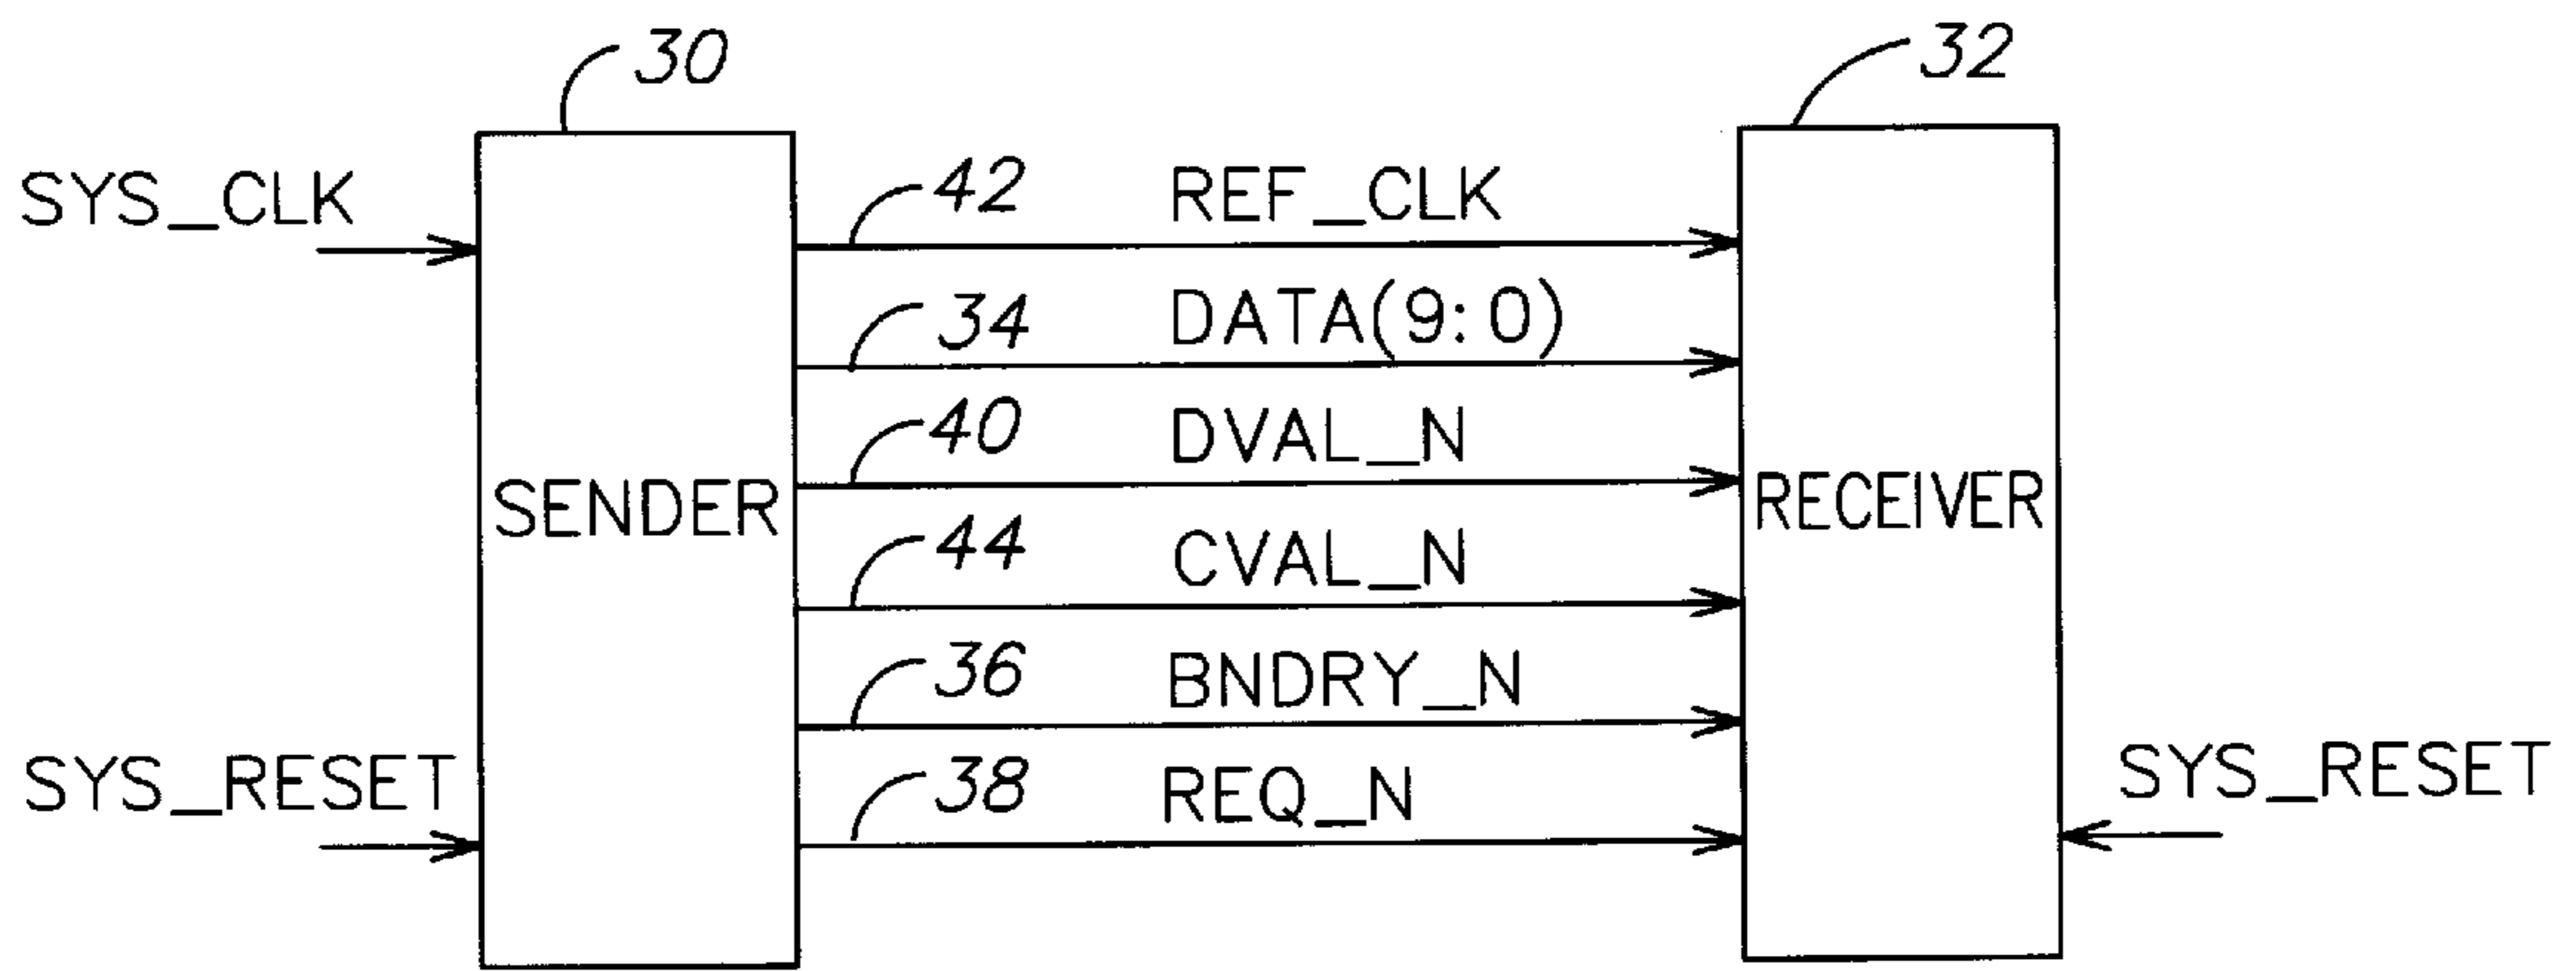 30
32
SYS_CLK
42 REF_CLK
34 DATA(9:0)
40 DVAL_N
SENDER
RECEIVER
44 CVAL_N
36 BNDRY_N
SYS_RESET
38 REQ_N
SYS_RESET